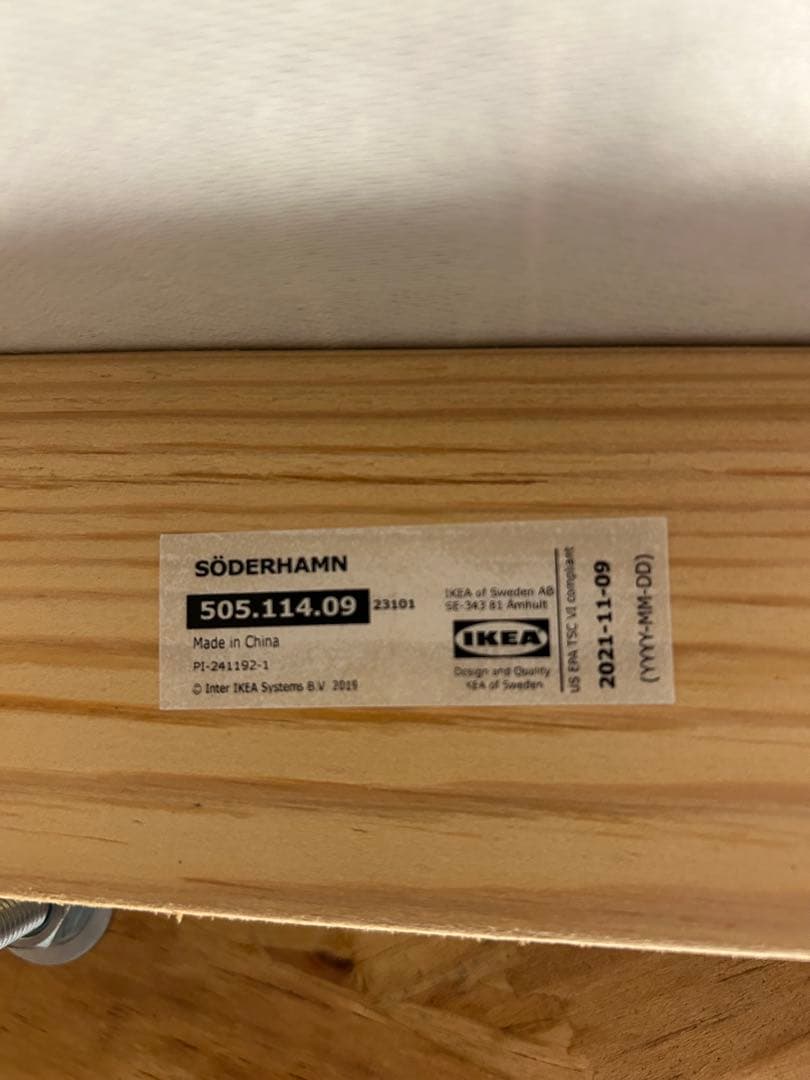 SÖDERHAMN
505.114.09 23101
Made in China
PI-241192-1
© Inter IKEA Systems B.V. 2019
IKEA of Sweden AB
SE-343 81 Älmhult
IKEA
Design and Quality
IKEA of Sweden
US EPA TSC VI compliant
2021-11-09
(YYYY-MM-DD)